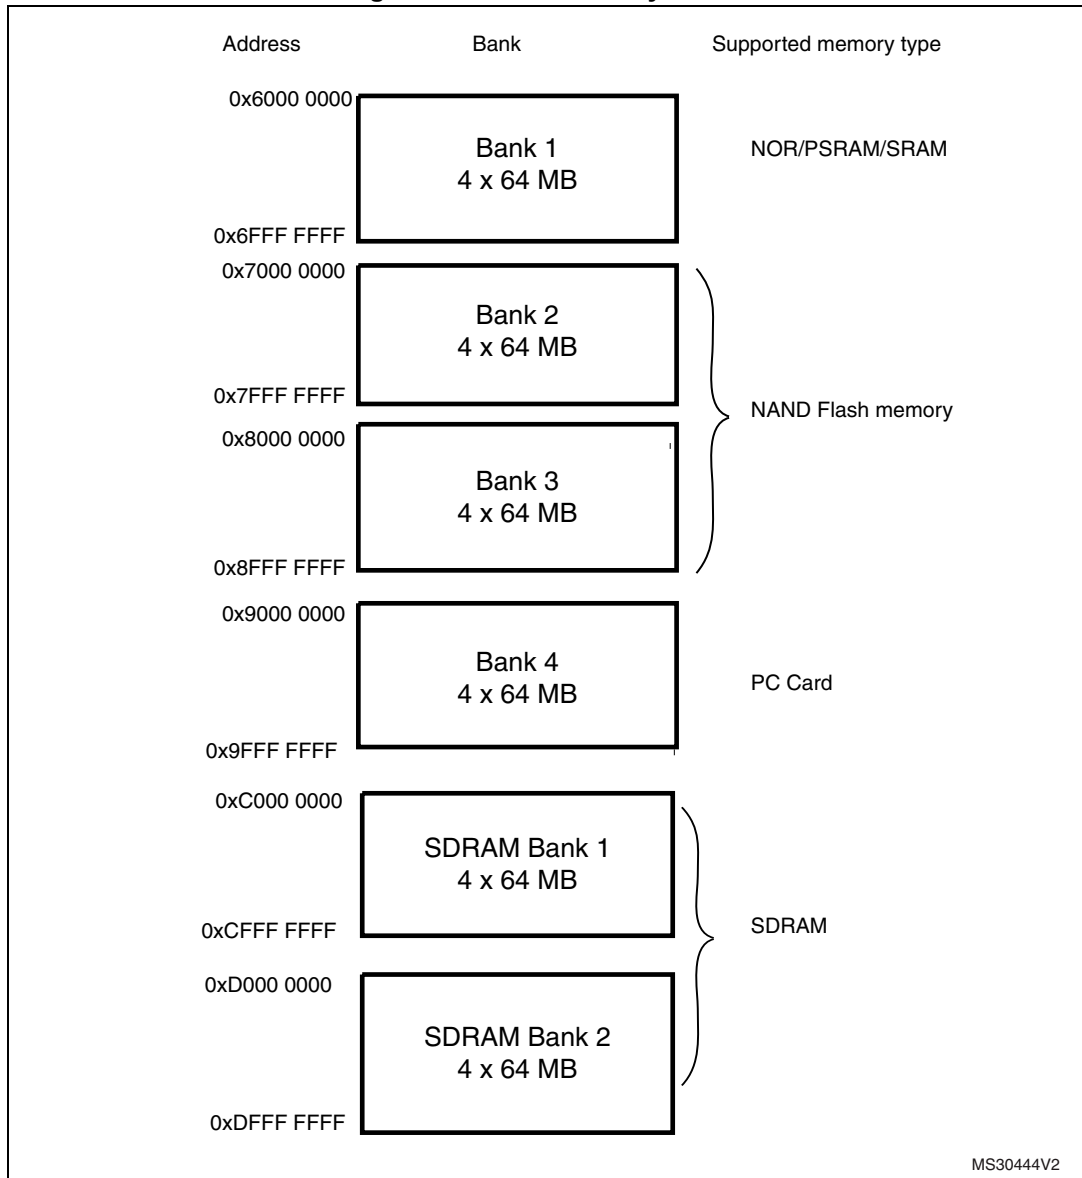 Address Bank Supported memory type
0x6000 0000
Bank 1
4 x 64 MB
NOR/PSRAM/SRAM
0x6FFF FFFF
0x7000 0000
Bank 2
4 x 64 MB
0x7FFF FFFF
NAND Flash memory
0x8000 0000
Bank 3
4 x 64 MB
0x8FFF FFFF
0x9000 0000
Bank 4
4 x 64 MB
PC Card
0x9FFF FFFF
0xC000 0000
SDRAM Bank 1
4 x 64 MB
0xCFFF FFFF
SDRAM
0xD000 0000
SDRAM Bank 2
4 x 64 MB
0xDFFF FFFF
MS30444V2